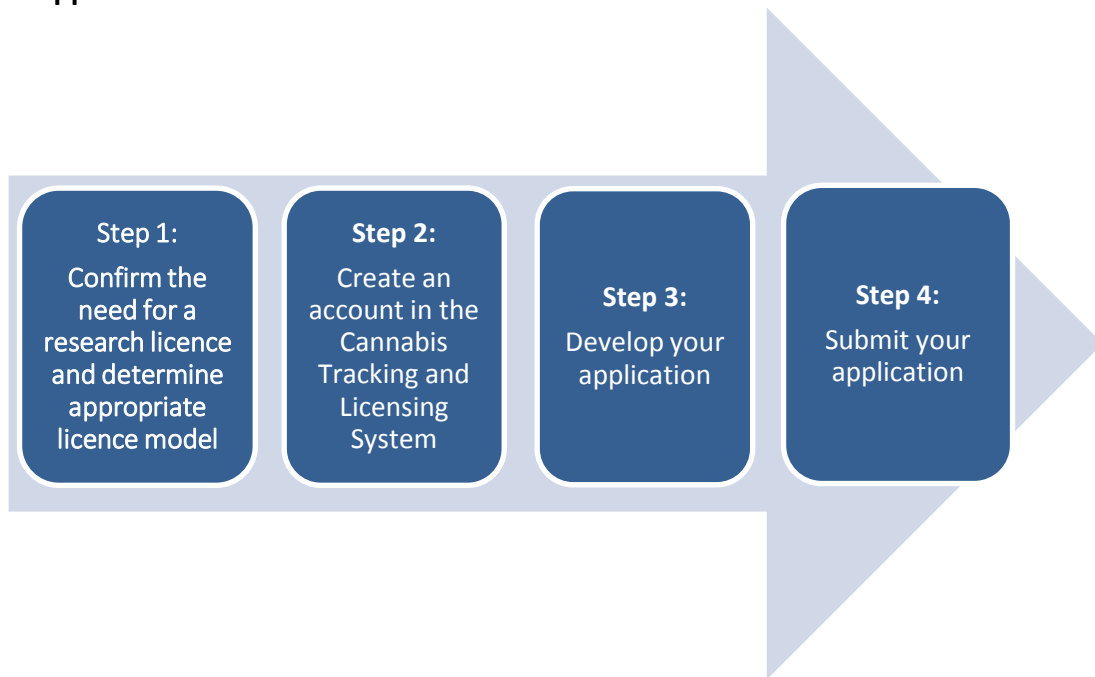 Step 1:
Confirm the
need for a
research licence
and determine
appropriate
licence model
Step 2:
Create an
account in the
Cannabis
Tracking and
Licensing
System
Step 3:
Develop your
application
Step 4:
Submit your
application